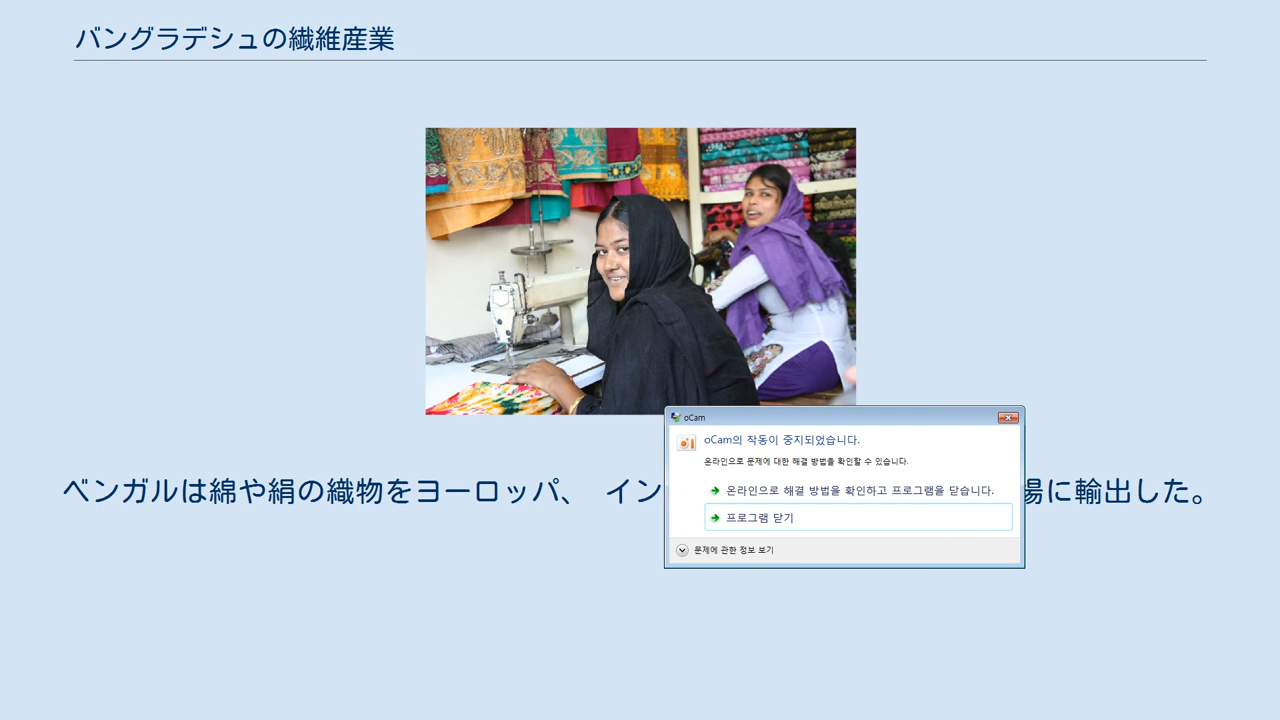 バングラデシュの繊維産業
ベンガルは綿や絹の織物をヨーロッパ、 イン
場に輸出した。
oCam
oCam의 작동이 중지되었습니다.
온라인으로 문제에 대한 해결 방법을 확인할 수 있습니다.
온라인으로 해결 방법을 확인하고 프로그램을 닫습니다.
프로그램 닫기
문제에 관한 정보 보기